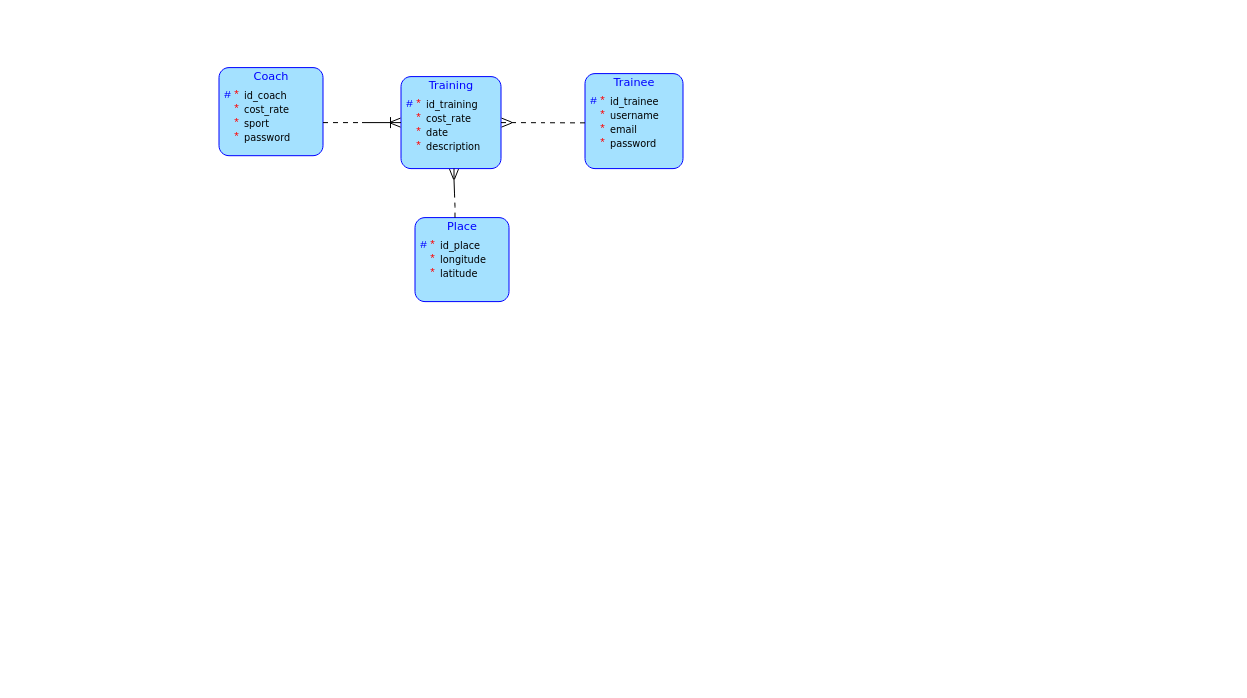 Coach
# * id_coach
* cost_rate
* sport
* password
Training
# * id_training
* cost_rate
* date
* description
Trainee
# * id_trainee
* username
* email
* password
Place
# * id_place
* longitude
* latitude